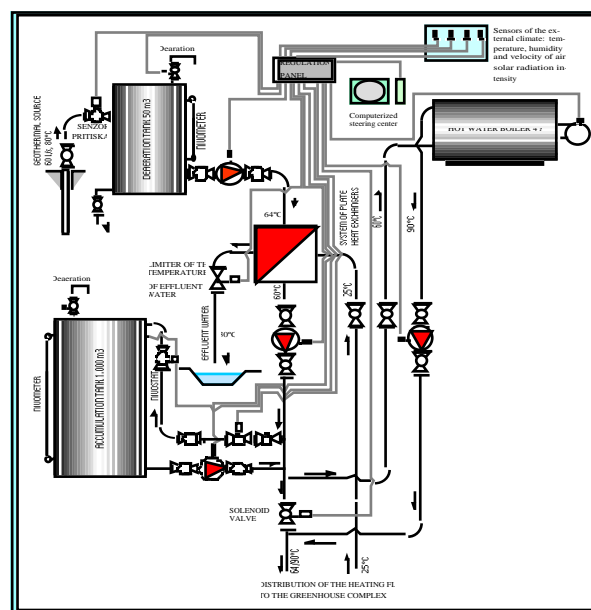 Dearation
REGULATION
PANEL
Sensors of the ex-
ternal climate: tem-
perature, humidity
and velocity of air
solar radiation in-
tensity
Computerized
steering center
HOT WATER BOILER 4
GEOTHERMAL SOURCE
60 l/s, 80°C
SENZOR
PRITISKA
DEAERATION TANK 50 m3
NIVOMETER
64°C
SYSTEM OF PLATE
HEAT EXCHANGERS
60°C
90°C
LIMITER OF TH
TEMPERATURE
OF EFFLUENT
WATER
60°C
25°C
EFFLUENT WATER
30°C
Deaeration
NIVOMETER
ACCUMULATION TANK 1,000 m3
NIVOSTAT
SOLENOID
VALVE
64/90°C
25°C
DISTRIBUTION OF THE HEATING FL
TO THE GREENHOUSE COMPLEX